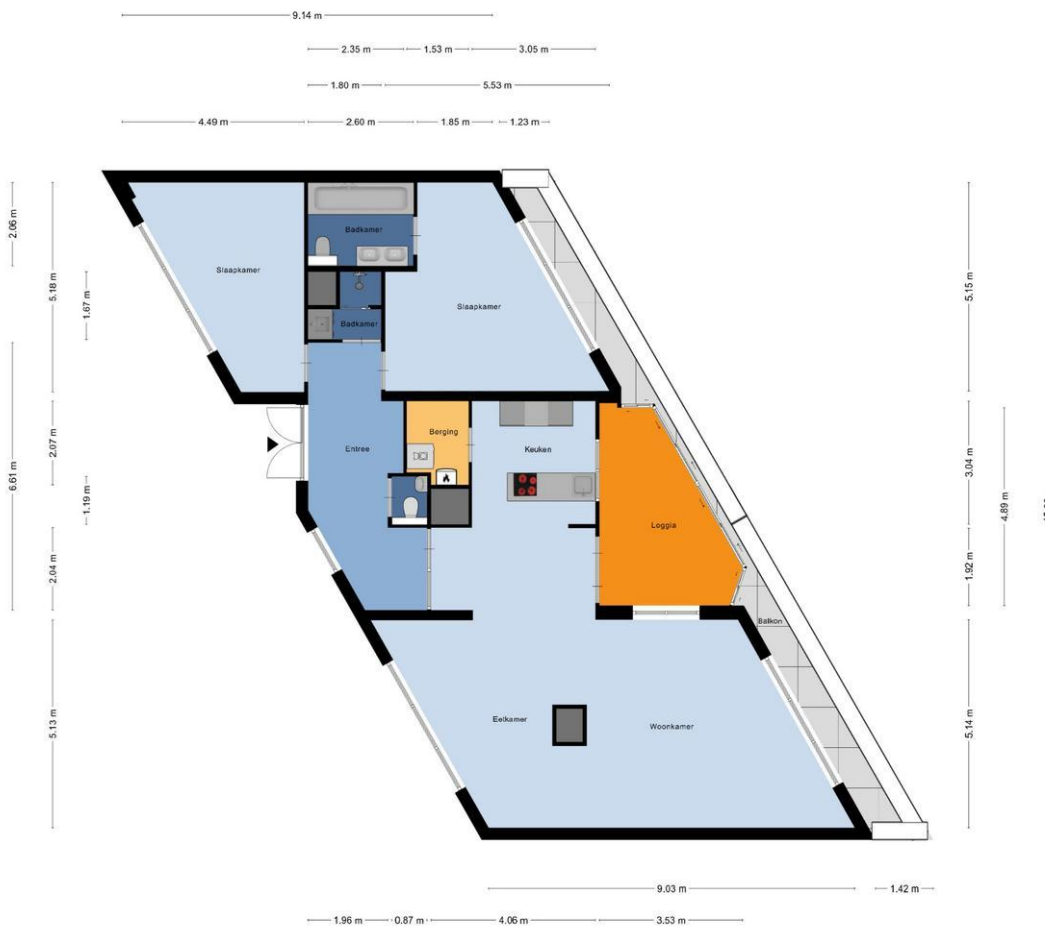 9.14 m
2.35 m 1.53 m 3.05 m
1.80 m 5.53 m
4.49 m 2.60 m 1.85 m 1.23 m
2.06 m
5.18 m
1.67 m
6.61 m
2.07 m
1.19 m
2.04 m
5.13 m
Badkamer
Slaapkamer
Slaapkamer
Badkamer
Berging
Entree
Keuken
Loggia
Balkon
Eetkamer
Woonkamer
5.15 m
3.04 m
4.89 m
1.92 m
5.14 m
9.03 m 1.42 m
1.96 m 0.87 m 4.06 m 3.53 m